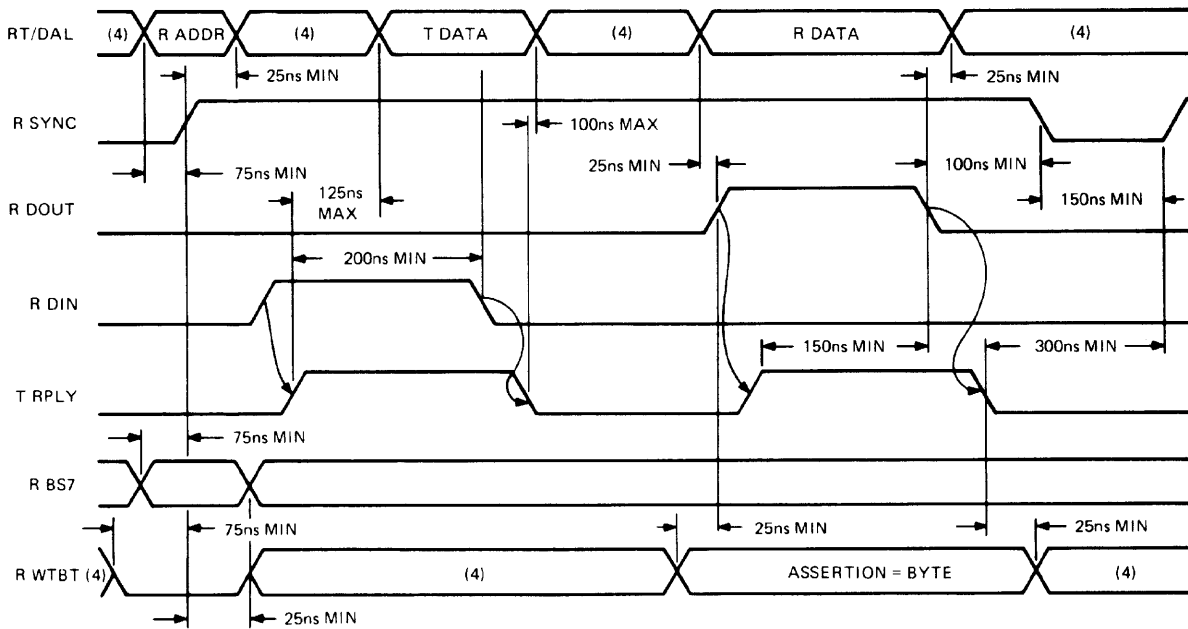 RT/DAL (4) R ADDR (4) T DATA (4) R DATA (4)
25ns MIN 25ns MIN
R SYNC 100ns MAX
75ns MIN 25ns MIN 100ns MIN
125ns MAX 150ns MIN
R DOUT
200ns MIN
R DIN
150ns MIN 300ns MIN
T RPLY
75ns MIN
R BS7
75ns MIN 25ns MIN 25ns MIN
R WTBT (4) (4) ASSERTION = BYTE (4)
25ns MIN